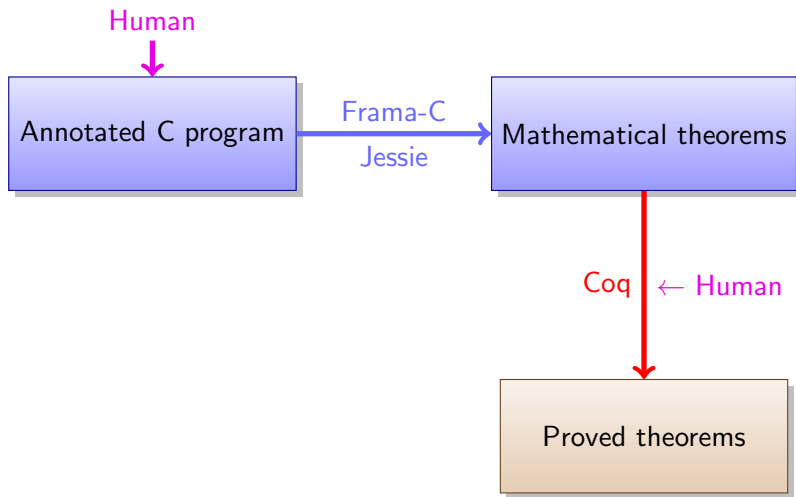 Human
Annotated C program
Frama-C
Jessie
Mathematical theorems
Coq
← Human
Proved theorems